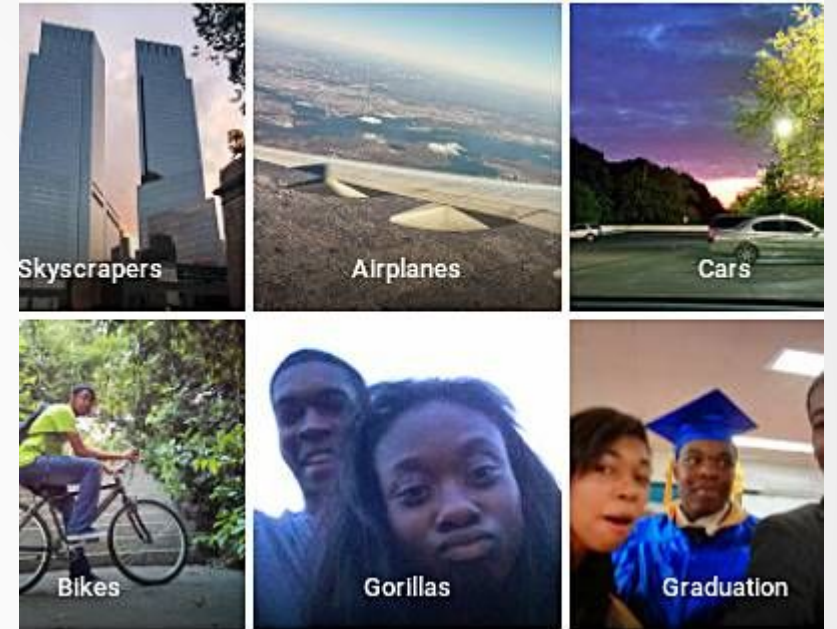 Skyscrapers
Airplanes
Cars
Bikes
Gorillas
Graduation